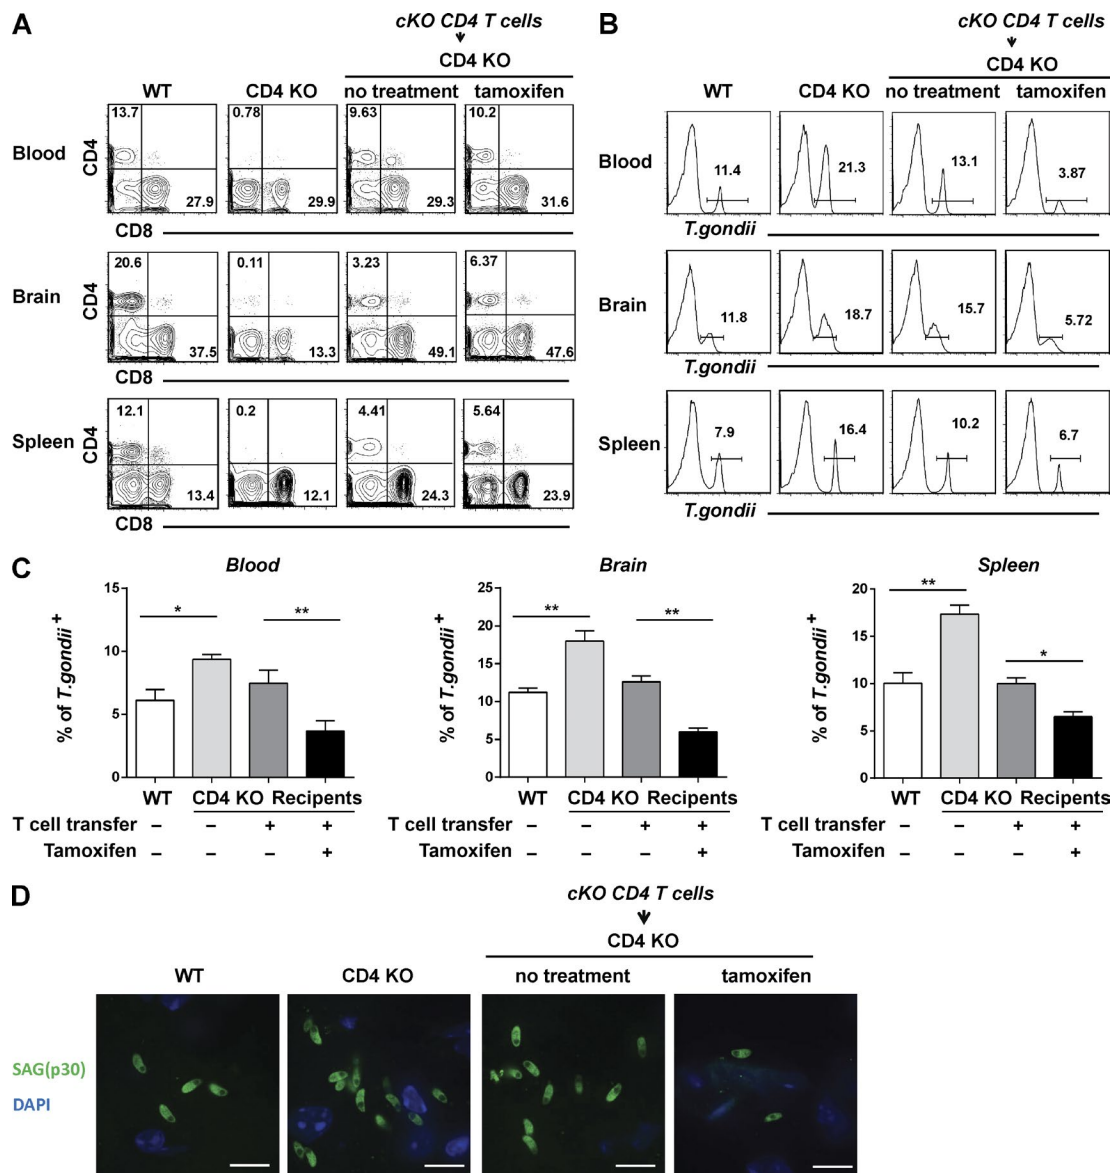 A
cKO CD4 T cells
CD4 KO
WT CD4 KO no treatment tamoxifen
Blood
CD4
13.7 0.78 9.63 10.2
27.9 29.9 29.3 31.6
CD8
Brain
CD4
20.6 0.11 3.23 6.37
37.5 13.3 49.1 47.6
CD8
Spleen
CD4
12.1 0.2 4.41 5.64
13.4 12.1 24.3 23.9
CD8
B
cKO CD4 T cells
CD4 KO
WT CD4 KO no treatment tamoxifen
Blood
11.4 21.3 13.1 3.87
T.gondii
Brain
11.8 18.7 15.7 5.72
T.gondii
Spleen
7.9 16.4 10.2 6.7
T.gondii
C
Blood
% of T.gondii +
15
10
5
0
* **
WT CD4 KO Recipents
T cell transfer – – + +
Tamoxifen – – – +
Brain
% of T.gondii +
25
20
15
10
5
0
** **
WT CD4 KO Recipents
T cell transfer – – + +
Tamoxifen – – – +
Spleen
% of T.gondii +
20
15
10
5
0
** *
WT CD4 KO Recipents
T cell transfer – – + +
Tamoxifen – – – +
D
cKO CD4 T cells
CD4 KO
WT CD4 KO no treatment tamoxifen
SAG(p30)
DAPI